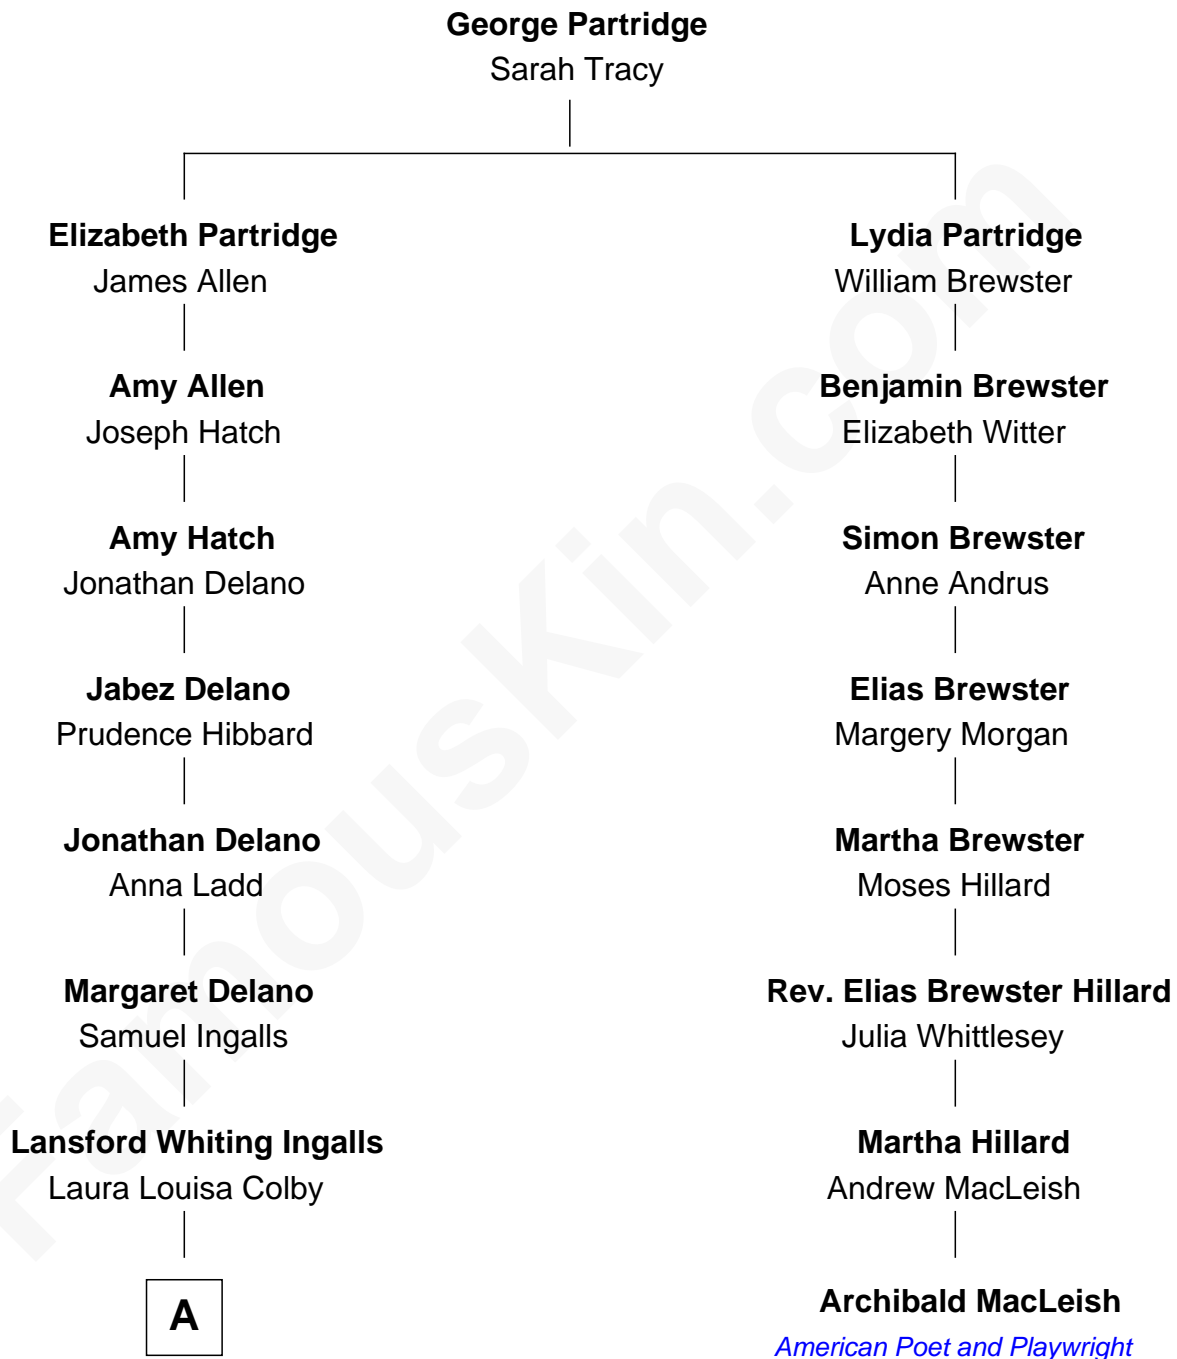 George Partridge
Sarah Tracy
Elizabeth Partridge
James Allen
Lydia Partridge
William Brewster
Amy Allen
Joseph Hatch
Benjamin Brewster
Elizabeth Witter
Amy Hatch
Jonathan Delano
Simon Brewster
Anne Andrus
Jabez Delano
Prudence Hibbard
Elias Brewster
Margery Morgan
Jonathan Delano
Anna Ladd
Martha Brewster
Moses Hillard
Margaret Delano
Samuel Ingalls
Rev. Elias Brewster Hillard
Julia Whittlesey
Lansford Whiting Ingalls
Laura Louisa Colby
Martha Hillard
Andrew MacLeish
A
Archibald MacLeish
American Poet and Playwright
FamousKin.com